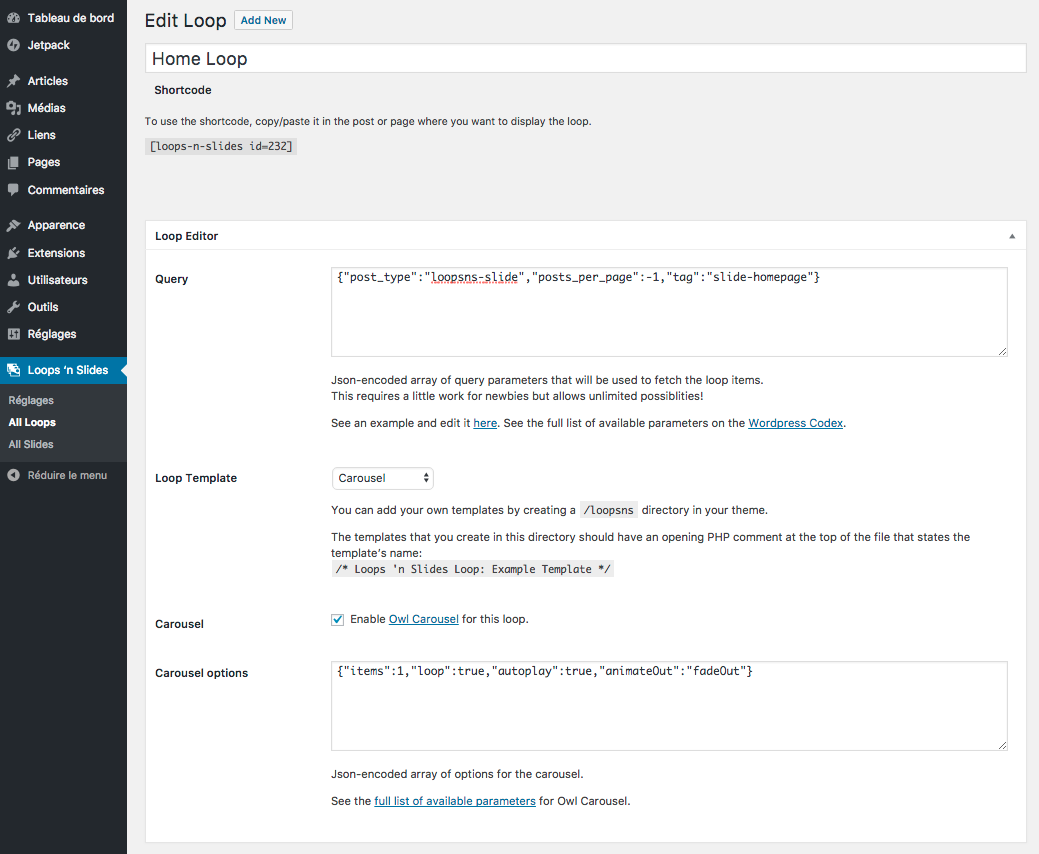 Tableau de bord
Jetpack
Articles
Médias
Liens
Pages
Commentaires
Apparence
Extensions
Utilisateurs
Outils
Réglages
Loops ‘n Slides
Réglages
All Loops
All Slides
Réduire le menu
Edit Loop Add New
Home Loop
Shortcode
To use the shortcode, copy/paste it in the post or page where you want to display the loop.
[loops-n-slides id=232]
Loop Editor
Query
{"post_type":"loopsns-slide","posts_per_page":-1,"tag":"slide-homepage"}
Json-encoded array of query parameters that will be used to fetch the loop items.
This requires a little work for newbies but allows unlimited possiblities!
See an example and edit it here. See the full list of available parameters on the Wordpress Codex.
Loop Template
Carousel
You can add your own templates by creating a /loopsns directory in your theme.
The templates that you create in this directory should have an opening PHP comment at the top of the file that states the
template’s name:
/* Loops 'n Slides Loop: Example Template */
Carousel
Enable Owl Carousel for this loop.
Carousel options
{"items":1,"loop":true,"autoplay":true,"animateOut":"fadeOut"}
Json-encoded array of options for the carousel.
See the full list of available parameters for Owl Carousel.